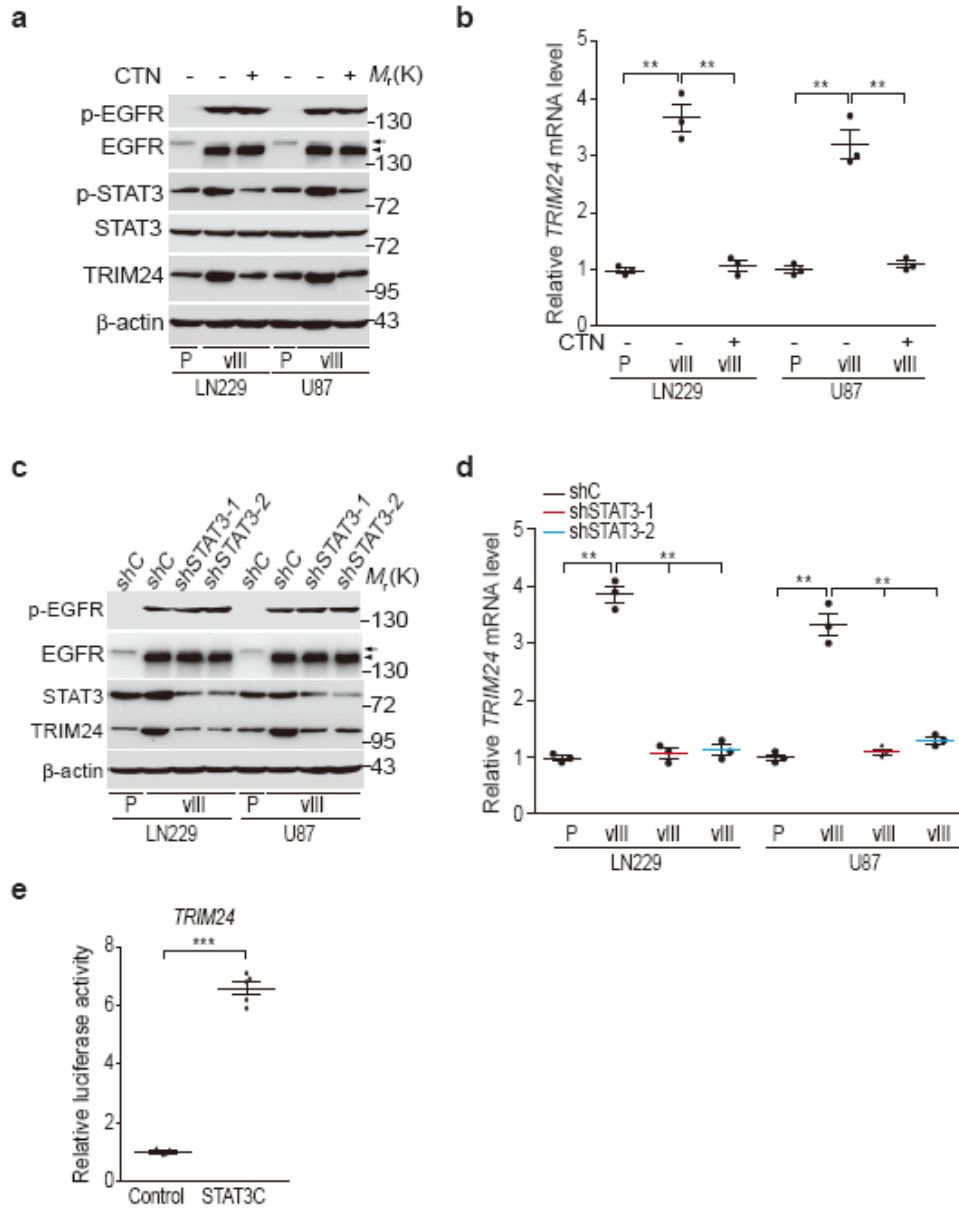 a
CTN - - + - - + Mr(K)
p-EGFR
130
EGFR
130
p-STAT3
72
STAT3
72
TRIM24
95
β-actin
43
P vIII P vIII
LN229 U87
b
Relative TRIM24 mRNA level
5
4
3
2
1
0
** ** ** **
CTN - - + - - +
P vIII vIII P vIII vIII
LN229 U87
c
shC shC shSTAT3-1 shSTAT3-2 shC shC shSTAT3-1 shSTAT3-2
Mr(K)
p-EGFR
130
EGFR
130
STAT3
72
TRIM24
95
β-actin
43
P vIII P vIII
LN229 U87
d
shC
shSTAT3-1
shSTAT3-2
Relative TRIM24 mRNA level
5
4
3
2
1
0
** ** ** **
P vIII vIII vIII P vIII vIII vIII
LN229 U87
e
TRIM24
***
Relative luciferase activity
8
6
4
2
0
Control STAT3C